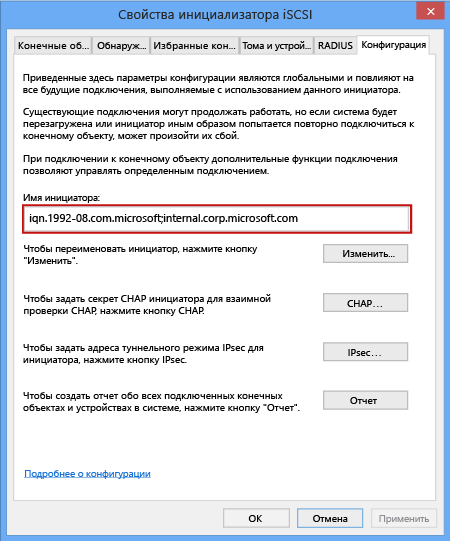 Свойства инициализатора iSCSI
Конечные об... Обнаруж... Избранные кон... Тома и устрой... RADIUS Конфигурация
Приведенные здесь параметры конфигурации являются глобальными и повлияют на
все будущие подключения, выполняемые с использованием данного инициатора.
Существующие подключения могут продолжать работать, но если система будет
перезагружена или инициатор иным образом попытается повторно подключиться к
конечному объекту, может произойти их сбой.
При подключении к конечному объекту дополнительные функции подключения
позволяют управлять определенным подключением.
Имя инициатора:
iqn.1992-08.com.microsoft;internal.corp.microsoft.com
Чтобы переименовать инициатор, нажмите кнопку
"Изменить".
Изменить...
Чтобы задать секрет CHAP инициатора для взаимной
проверки CHAP, нажмите кнопку CHAP.
CHAP...
Чтобы задать адреса туннельного режима IPsec для
инициатора, нажмите кнопку IPsec.
IPsec...
Чтобы создать отчет обо всех подключенных конечных
объектах и устройствах в системе, нажмите кнопку "Отчет".
Отчет
Подробнее о конфигурации
ОК Отмена Применить